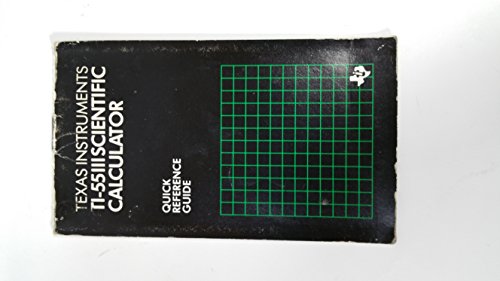 TEXAS INSTRUMENTS
TI-55III SCIENTIFIC
CALCULATOR
QUICK
REFERENCE
GUIDE